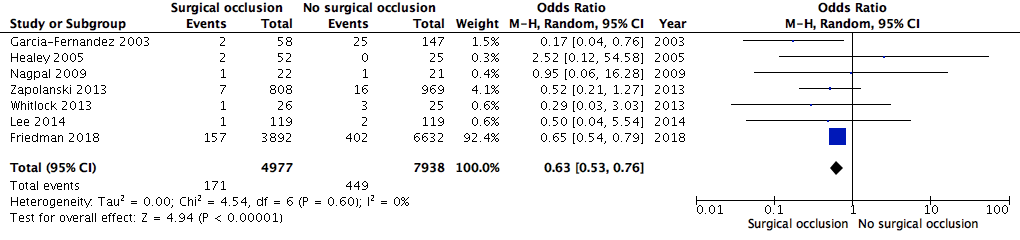 Surgical occlusion No surgical occlusion Odds Ratio Odds Ratio
Study or Subgroup Events Total Events Total Weight M-H, Random, 95% CI Year M-H, Random, 95% CI
Garcia-Fernandez 2003 2 58 25 147 1.5% 0.17 [0.04, 0.76] 2003
Healey 2005 2 52 0 25 0.3% 2.52 [0.12, 54.58] 2005
Nagpal 2009 1 22 1 21 0.4% 0.95 [0.06, 16.28] 2009
Zapolanski 2013 7 808 16 969 4.1% 0.52 [0.21, 1.27] 2013
Whitlock 2013 1 26 3 25 0.6% 0.29 [0.03, 3.03] 2013
Lee 2014 1 119 2 119 0.6% 0.50 [0.04, 5.54] 2014
Friedman 2018 157 3892 402 6632 92.4% 0.65 [0.54, 0.79] 2018
Total (95% CI) 4977 7938 100.0% 0.63 [0.53, 0.76]
Total events 171 449
Heterogeneity: Tau² = 0.00; Chi² = 4.54, df = 6 (P = 0.60); I² = 0%
Test for overall effect: Z = 4.94 (P < 0.00001)
0.01 0.1 1 10 100
Surgical occlusion No surgical occlusion